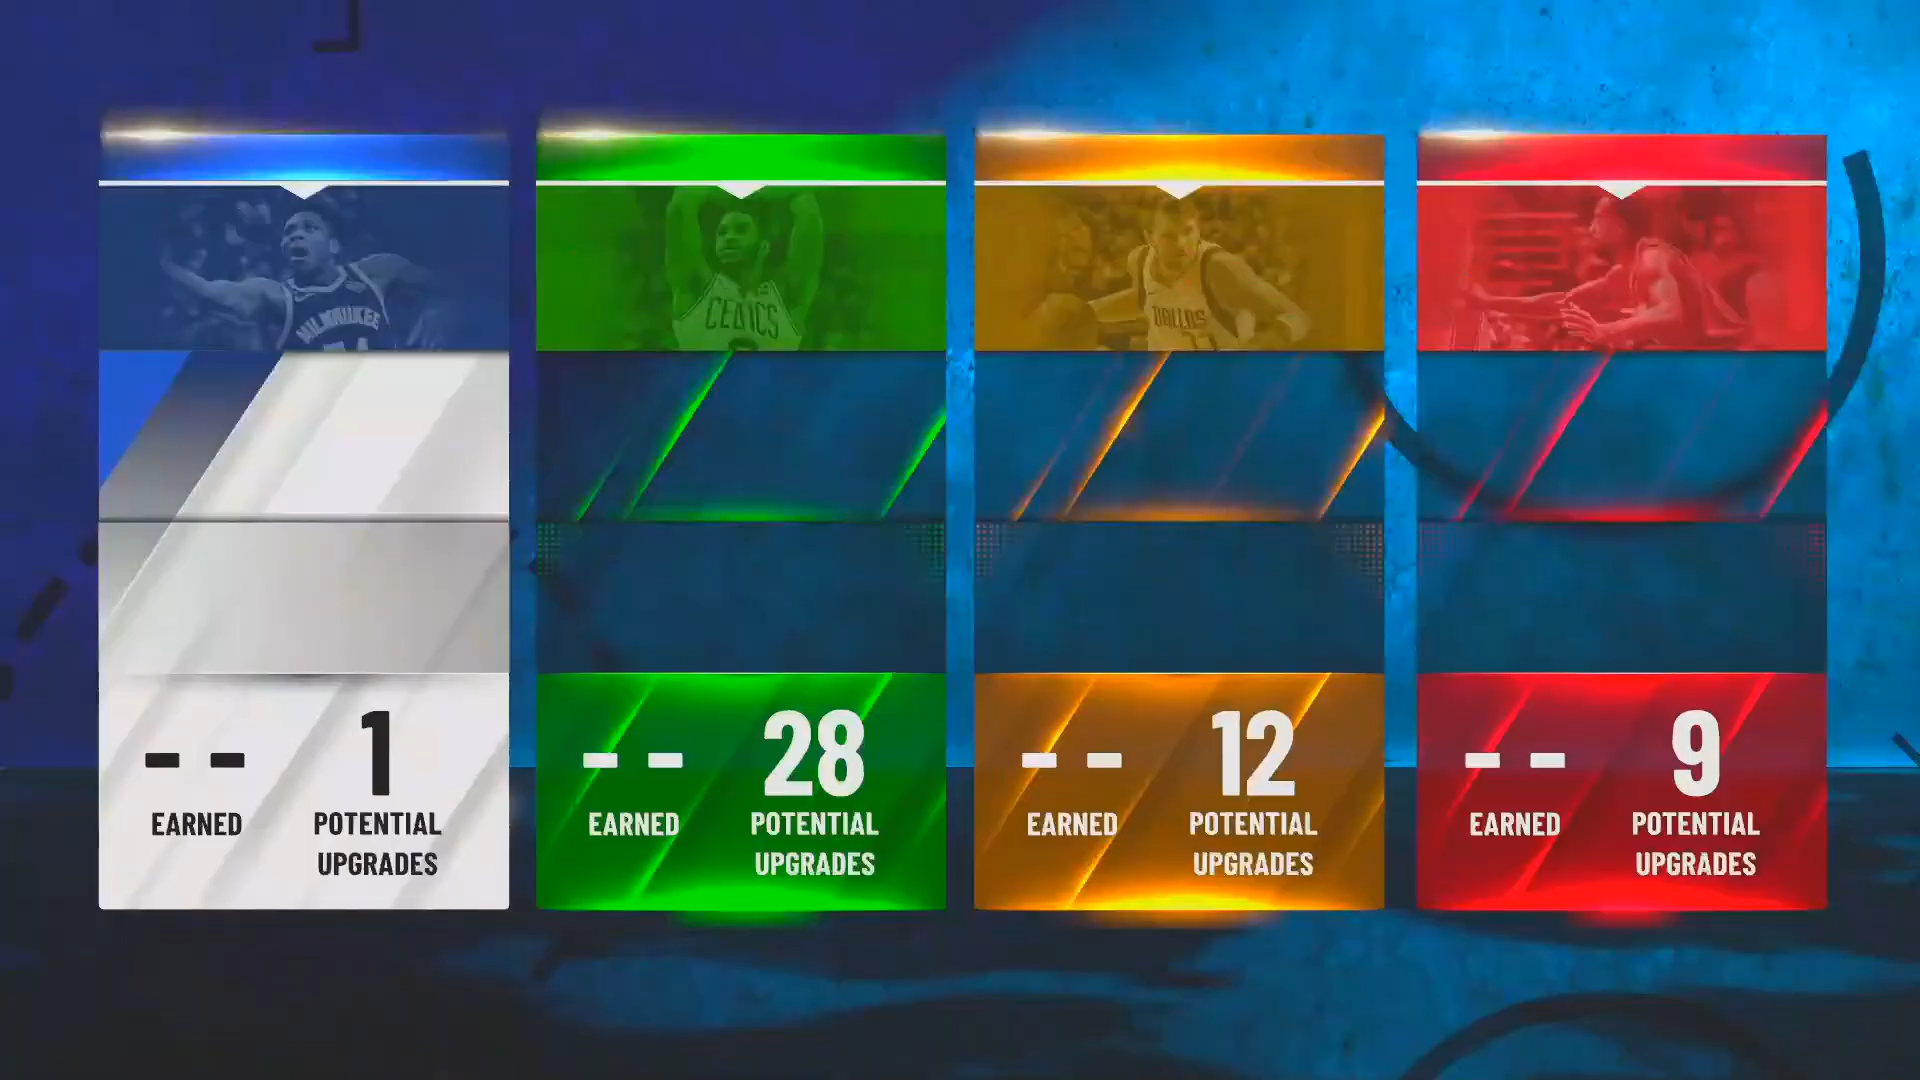 MILWAUKEE
CELTICS
DALLAS
-- 1
EARNED POTENTIAL
UPGRADES
-- 28
EARNED POTENTIAL
UPGRADES
-- 12
EARNED POTENTIAL
UPGRADES
-- 9
EARNED POTENTIAL
UPGRADES